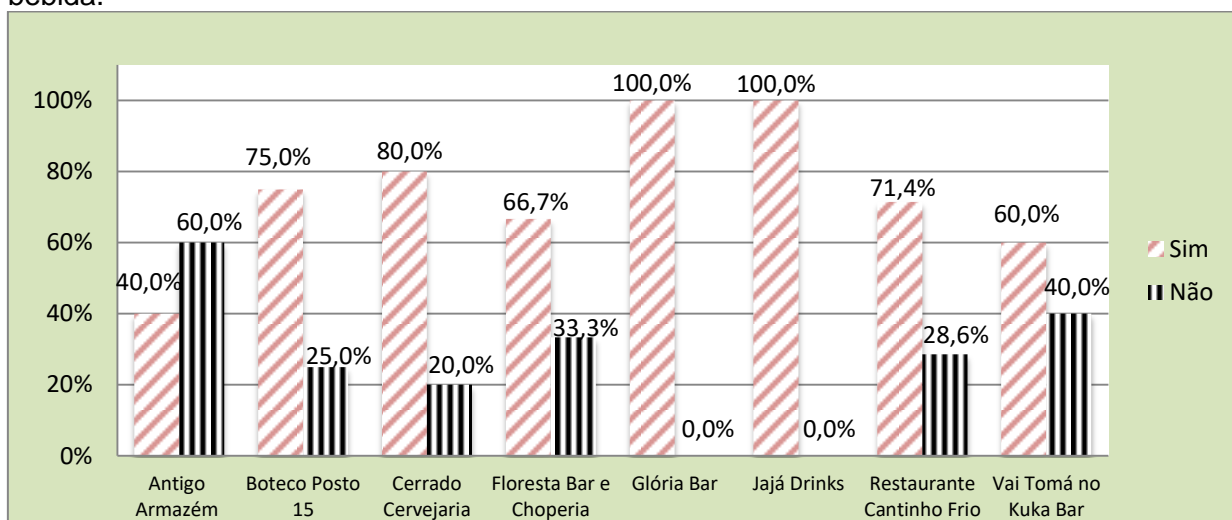 bebida.
100,0% 100,0%
100%
80,0%
75,0%
80%
71,4%
66,7%
60,0% 60,0%
60%
Sim
40,0% 40,0%
Não
40%
33,3%
28,6%
25,0%
20,0%
20%
0,0% 0,0%
0%
Antigo Armazém
Boteco Posto 15
Cerrado Cervejaria
Floresta Bar e Choperia
Glória Bar
Jajá Drinks
Restaurante Cantinho Frio
Vai Tomá no Kuka Bar